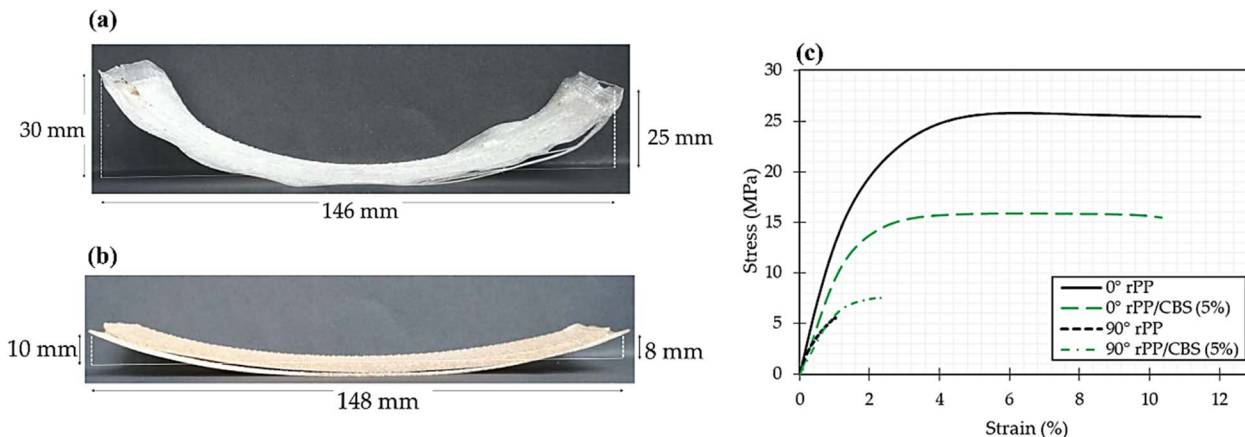 (a)
30 mm
25 mm
146 mm
(b)
10 mm
8 mm
148 mm
(c)
30
25
20
15
10
5
0
Stress (MPa)
0° rPP
0° rPP/CBS (5%)
90° rPP
90° rPP/CBS (5%)
0
2
4
6
8
10
12
Strain (%)